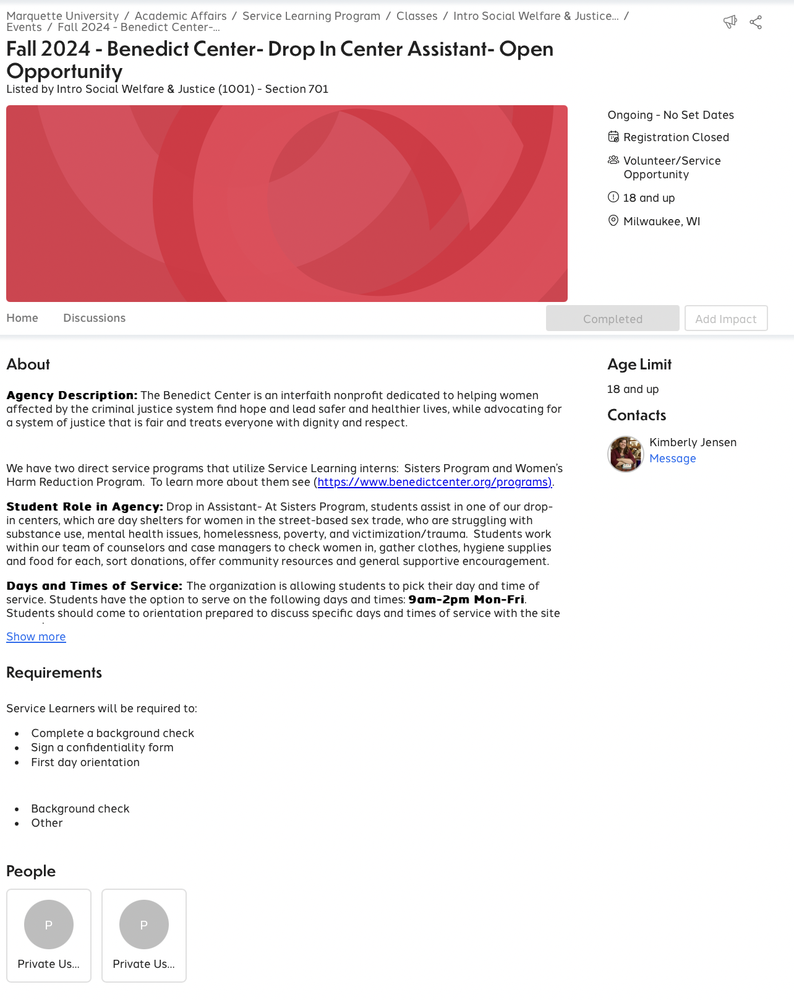 Marquette University / Academic Affairs / Service Learning Program / Classes / Intro Social Welfare & Justice... /
Events / Fall 2024 - Benedict Center-...
Fall 2024 - Benedict Center- Drop In Center Assistant- Open
Opportunity
Listed by Intro Social Welfare & Justice (1001) - Section 701
Ongoing - No Set Dates
Registration Closed
Volunteer/Service
Opportunity
18 and up
Milwaukee, WI
Home
Discussions
Completed
Add Impact
About
Agency Description: The Benedict Center is an interfaith nonprofit dedicated to helping women
affected by the criminal justice system find hope and lead safer and healthier lives, while advocating for
a system of justice that is fair and treats everyone with dignity and respect.
We have two direct service programs that utilize Service Learning interns:  Sisters Program and Women’s
Harm Reduction Program.  To learn more about them see (https://www.benedictcenter.org/programs).
Student Role in Agency: Drop in Assistant- At Sisters Program, students assist in one of our drop-
in centers, which are day shelters for women in the street-based sex trade, who are struggling with
substance use, mental health issues, homelessness, poverty, and victimization/trauma.  Students work
within our team of counselors and case managers to check women in, gather clothes, hygiene supplies
and food for each, sort donations, offer community resources and general supportive encouragement.
Days and Times of Service: The organization is allowing students to pick their day and time of
service. Students have the option to serve on the following days and times: 9am-2pm Mon-Fri.
Students should come to orientation prepared to discuss specific days and times of service with the site
Show more
Requirements
Service Learners will be required to:
• Complete a background check
• Sign a confidentiality form
• First day orientation
• Background check
• Other
People
P
Private Us...
P
Private Us...
Age Limit
18 and up
Contacts
Kimberly Jensen
Message